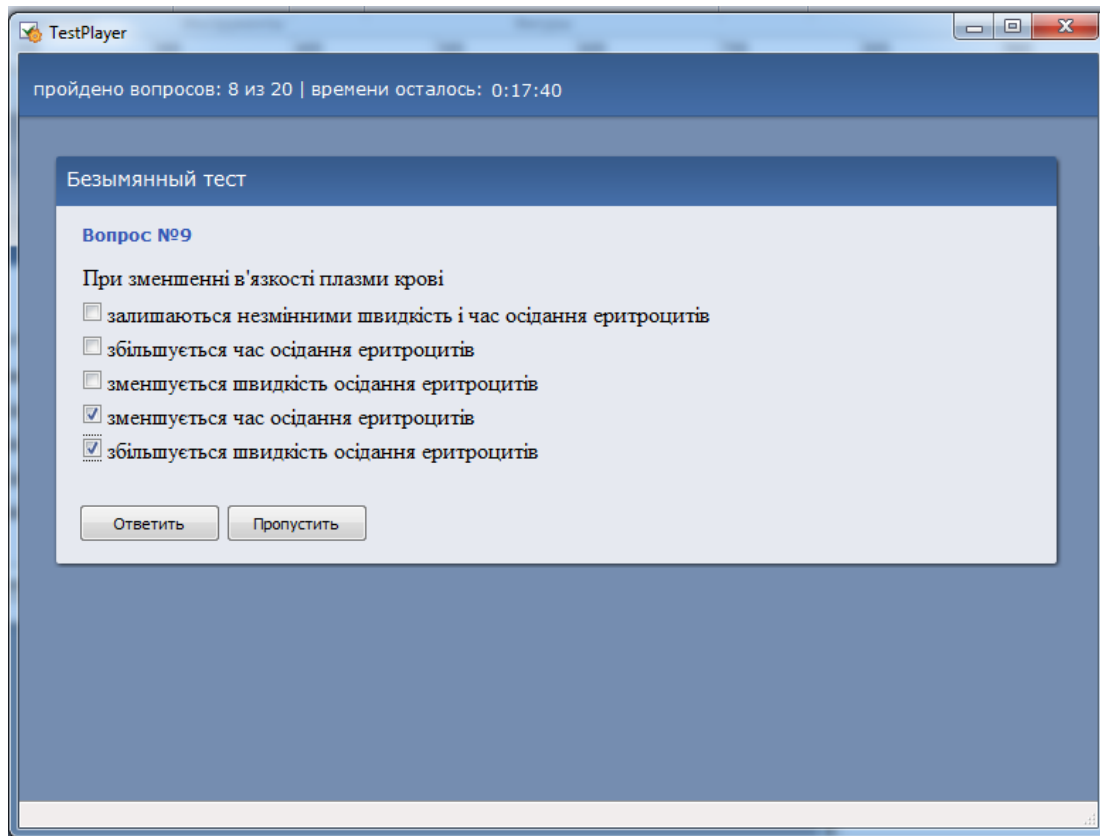 TestPlayer
пройдено вопросов: 8 из 20 | времени осталось: 0:17:40
Безымянный тест
Вопрос №9
При зменшенні в'язкості плазми крові
залишаються незмінними швидкість і час осідання еритроцитів
збільшується час осідання еритроцитів
зменшується швидкість осідання еритроцитів
зменшується час осідання еритроцитів
збільшується швидкість осідання еритроцитів
Ответить Пропустить